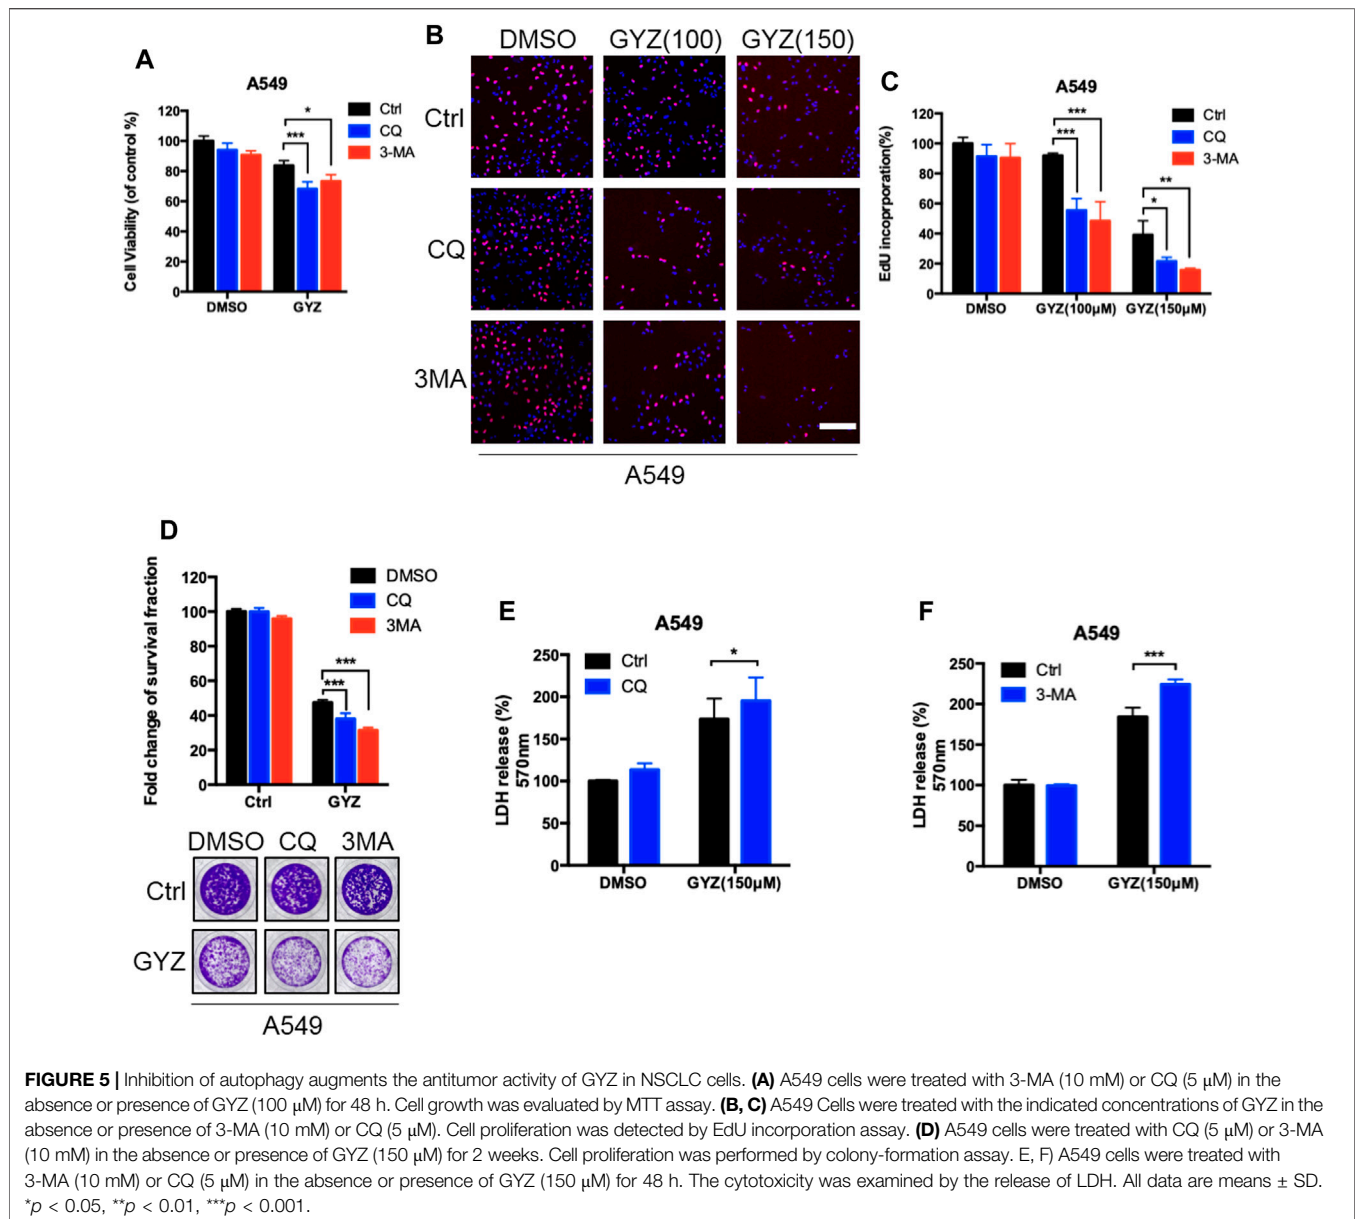 A
A549
Cell Viability (of control %)
120
100
80
60
40
20
0
Ctrl
CQ
3-MA
***
*
DMSO
GYZ
B
DMSO
GYZ(100)
GYZ(150)
Ctrl
CQ
3MA
A549
C
A549
EdU incoprporation(%)
120
100
80
60
40
20
0
Ctrl
CQ
3-MA
***
***
**
*
DMSO
GYZ(100μM)
GYZ(150μM)
D
Fold change of survival fraction
120
100
80
60
40
20
0
DMSO
CQ
3MA
***
***
Ctrl
GYZ
DMSO
CQ
3MA
Ctrl
GYZ
A549
E
A549
LDH release (%)
570nm
250
200
150
100
50
0
Ctrl
CQ
*
DMSO
GYZ(150μM)
F
A549
LDH release (%)
570nm
250
200
150
100
50
0
Ctrl
3-MA
***
DMSO
GYZ(150μM)
FIGURE 5 | Inhibition of autophagy augments the antitumor activity of GYZ in NSCLC cells. (A) A549 cells were treated with 3-MA (10 mM) or CQ (5 μM) in the
absence or presence of GYZ (100 μM) for 48 h. Cell growth was evaluated by MTT assay. (B, C) A549 Cells were treated with the indicated concentrations of GYZ in the
absence or presence of 3-MA (10 mM) or CQ (5 μM). Cell proliferation was detected by EdU incorporation assay. (D) A549 cells were treated with CQ (5 μM) or 3-MA
(10 mM) in the absence or presence of GYZ (150 μM) for 2 weeks. Cell proliferation was performed by colony-formation assay. E, F) A549 cells were treated with
3-MA (10 mM) or CQ (5 μM) in the absence or presence of GYZ (150 μM) for 48 h. The cytotoxicity was examined by the release of LDH. All data are means ± SD.
*p < 0.05, **p < 0.01, ***p < 0.001.